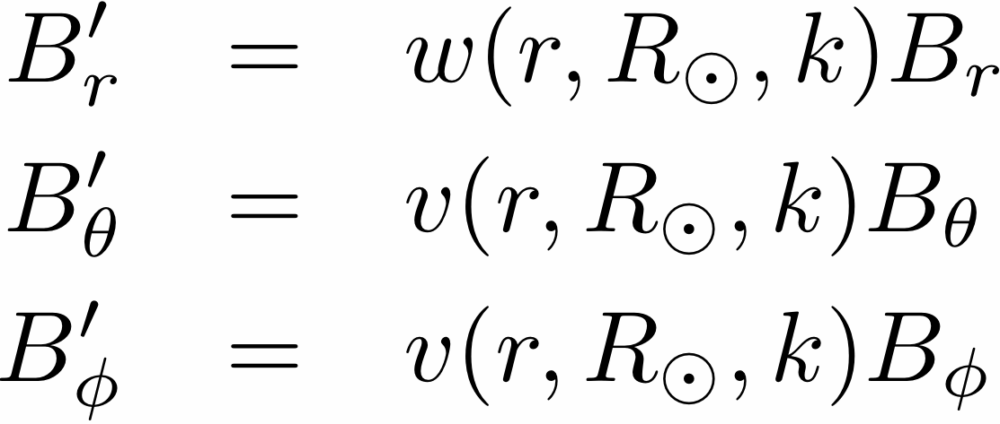 B′_r = w(r, R_⊙, k)B_r
B′_θ = v(r, R_⊙, k)B_θ
B′_ϕ = v(r, R_⊙, k)B_ϕ